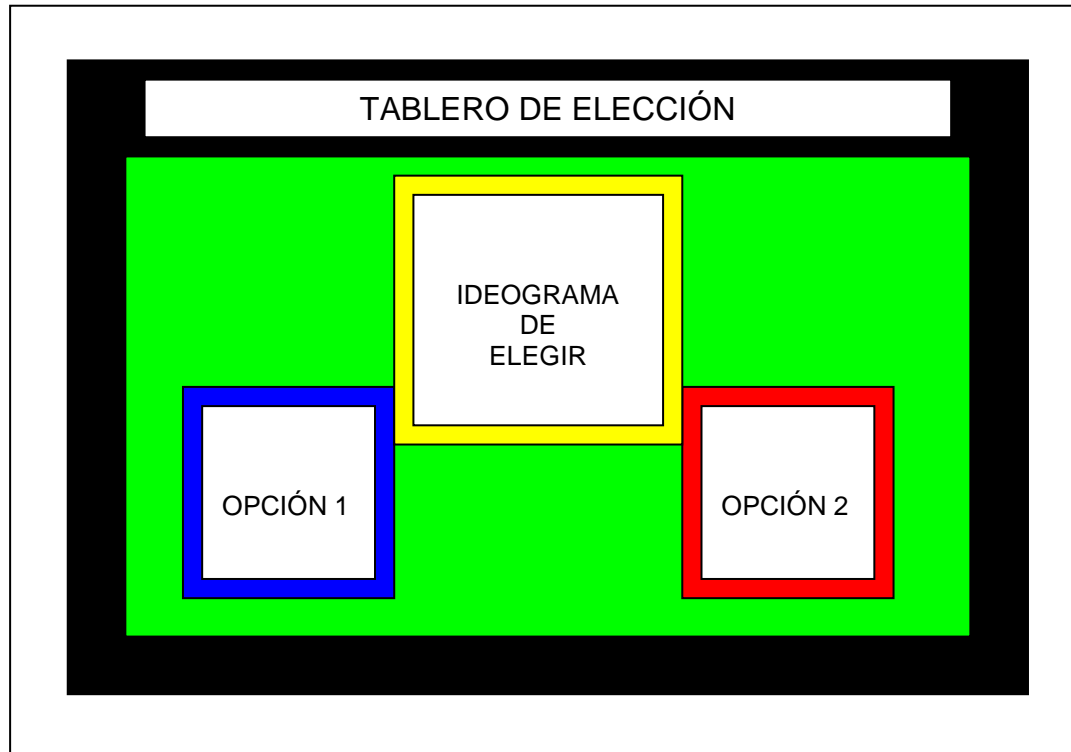 TABLERO DE ELECCIÓN
IDEOGRAMA
DE
ELEGIR
OPCIÓN 1
OPCIÓN 2